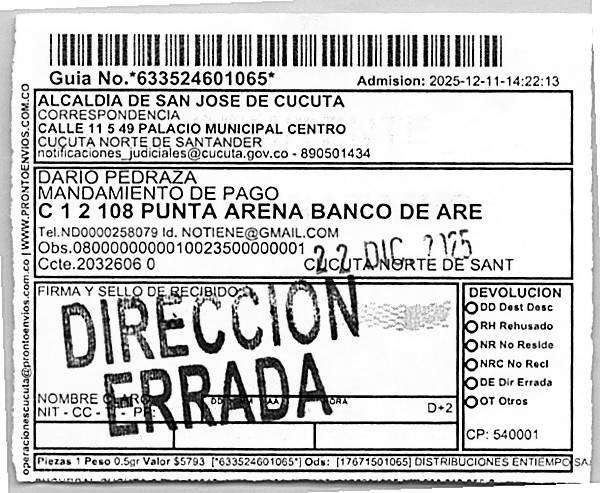 Guia No.*633524601065*
Admision: 2025-12-11-14:22:13
ALCALDIA DE SAN JOSE DE CUCUTA
CORRESPONDENCIA
CALLE 11 5 49 PALACIO MUNICIPAL CENTRO
CUCUTA NORTE DE SANTANDER
notificaciones_judiciales@cucuta.gov.co - 890501434
DARIO PEDRAZA
MANDAMIENTO DE PAGO
C 1 2 108 PUNTA ARENA BANCO DE ARE
Tel.ND0000258079 Id. NOTIENE@GMAIL.COM
Obs.08000000000010023500000001
22 DIC 2025
Ccte.2032606 0
CUCUTA NORTE DE SANT
FIRMA Y SELLO DE RECIBIDO
DIRECCION
ERRADA
NOMBRE CLARO
NIT - CC -
HORA
D+2
DEVOLUCION
DD Dest Desc
RH Rehusado
NR No Reside
NRC No Recl
DE Dir Errada
OT Otros
CP: 540001
Piezas 1 Peso 0.5gr Valor $5793 [*633524601065*] Ods: [17671501065] DISTRIBUCIONES ENTIEMPO SA
operacionescucuta@prontoenvios.com.co | WWW.PRONTOENVIOS.COM.CO